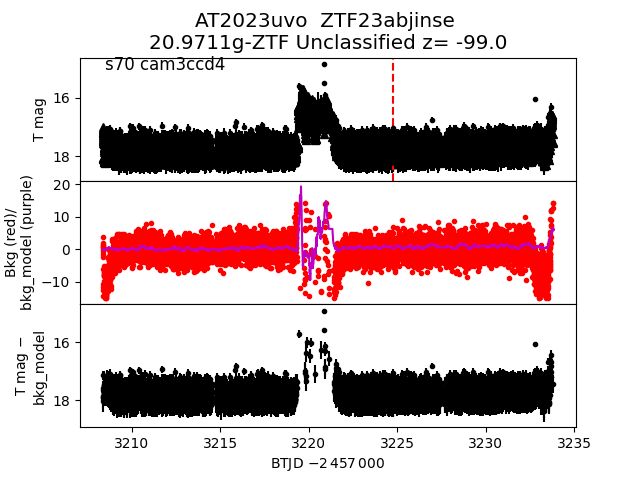 AT2023uvo ZTF23abjinse
20.9711g-ZTF Unclassified z= -99.0
s70 cam3ccd4
T mag
16
18
Bkg (red)/
bkg_model (purple)
20
10
0
−10
T mag −
bkg_model
16
18
3210 3215 3220 3225 3230 3235
BTJD −2 457 000